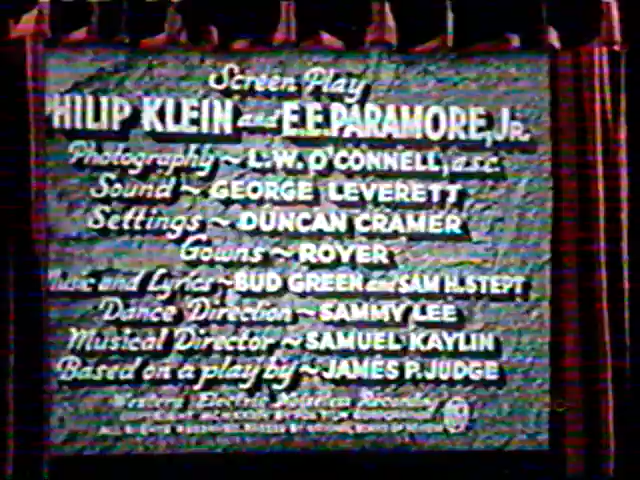 Screen Play
PHILIP KLEIN and E.E. PARAMORE, JR.
Photography ~ L.W. O'CONNELL, a.s.c.
Sound ~ GEORGE LEVERETT
Settings ~ DUNCAN CRAMER
Gowns ~ ROYER
Music and Lyrics ~ BUD GREEN and SAM H. STEPT
Dance Direction ~ SAMMY LEE
Musical Director ~ SAMUEL KAYLIN
Based on a play by ~ JAMES P. JUDGE
Western Electric Noiseless Recording